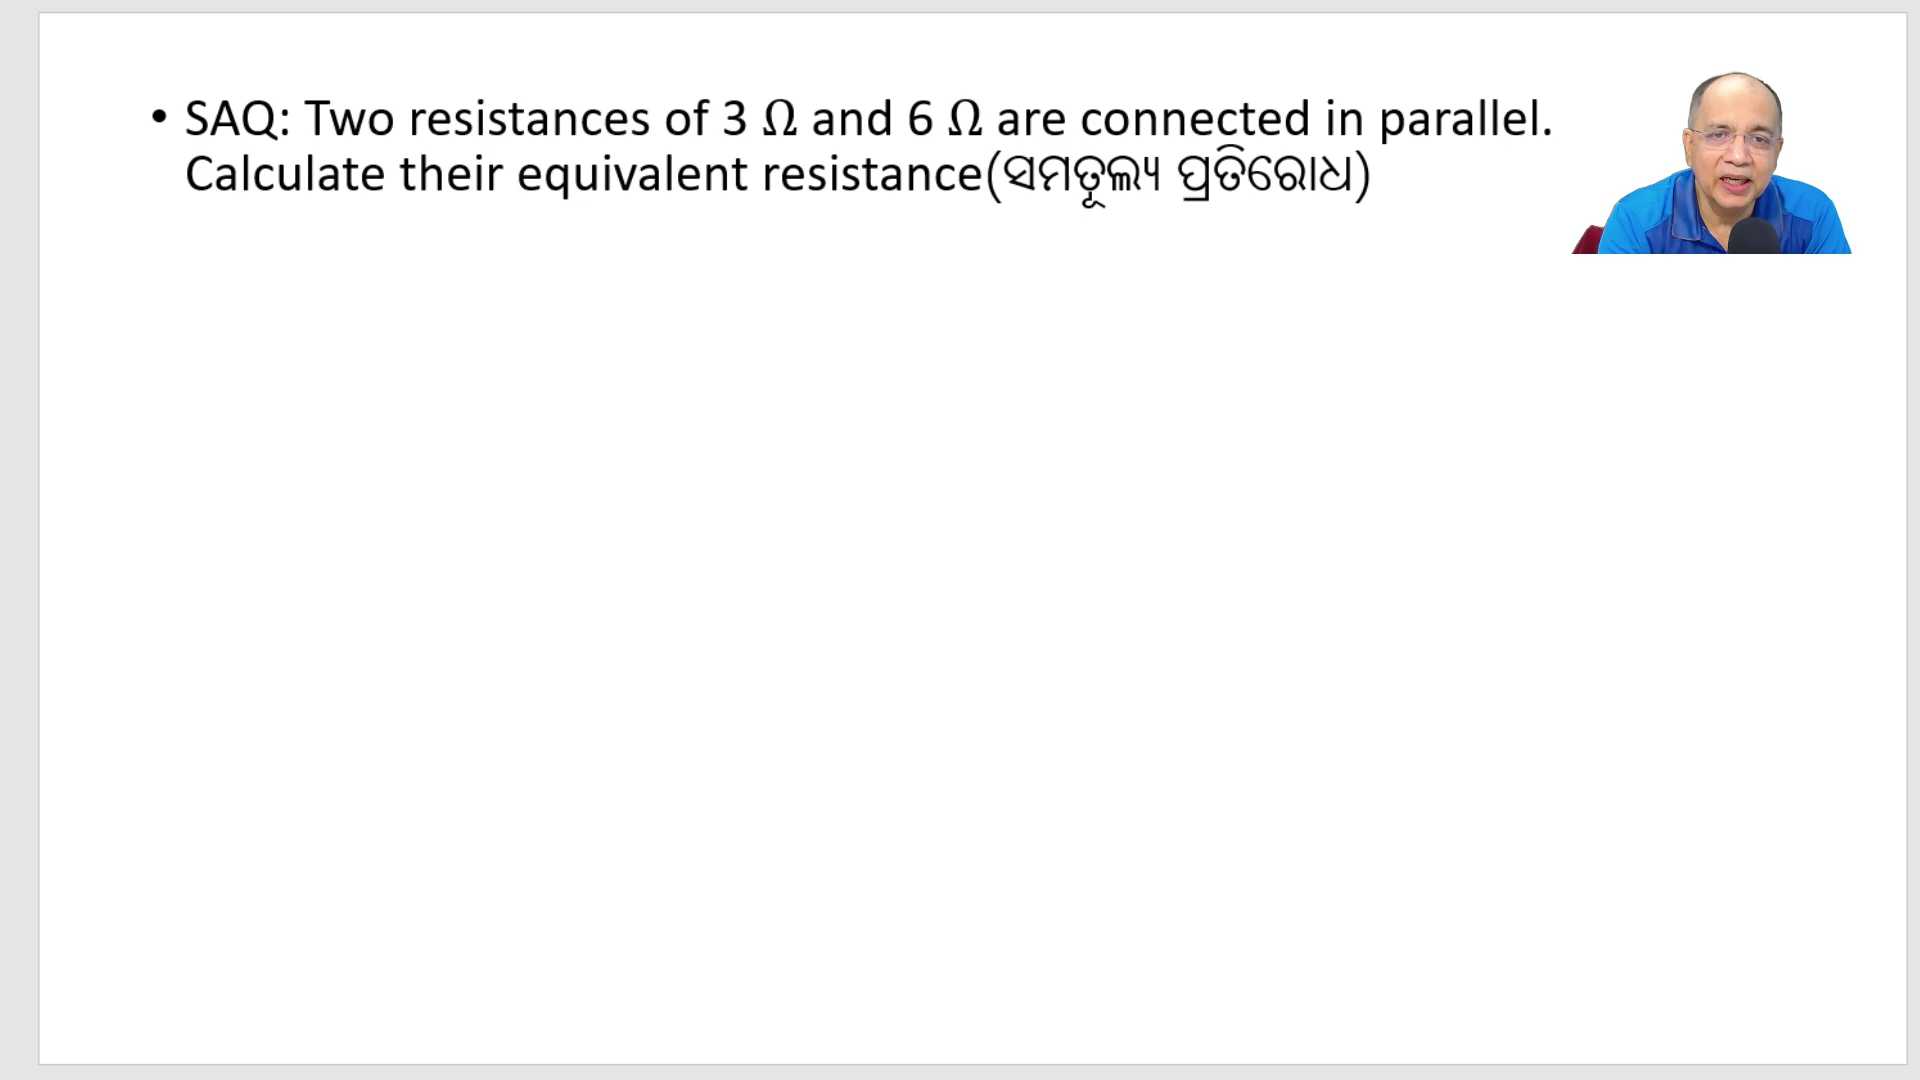 • SAQ: Two resistances of 3 Ω and 6 Ω are connected in parallel.
Calculate their equivalent resistance(ସମତୂଲ୍ୟ ପ୍ରତିରୋଧ)